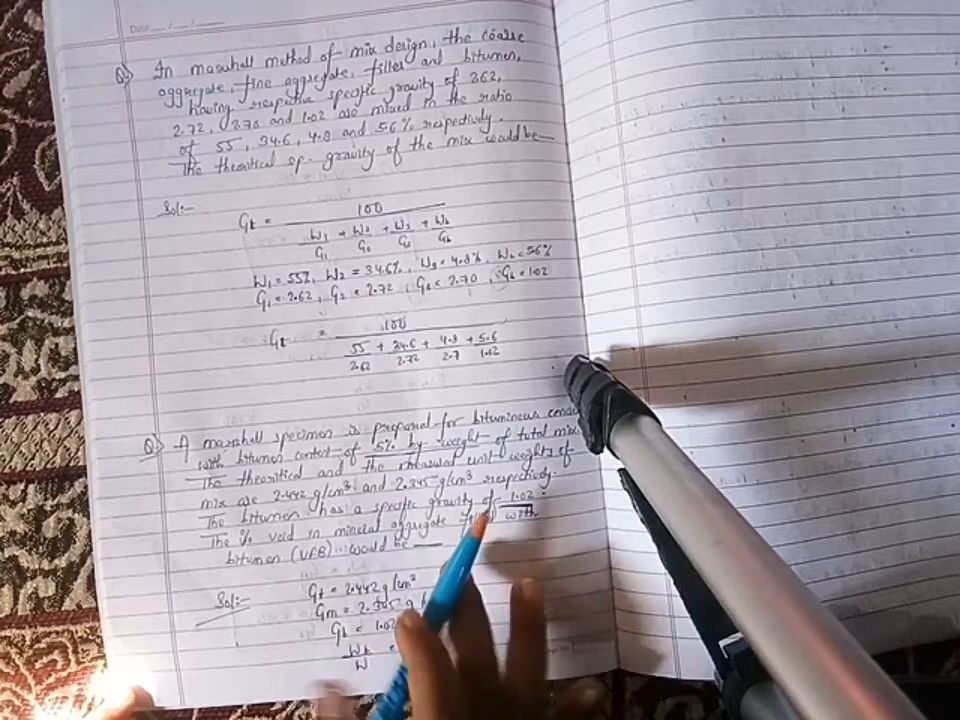 Date
Q) In marshall method of mix design, the coarse
aggregate, fine aggregate, filler and bitumen,
having respective specific gravity of 262,
2.72, 2.70 and 1.02 are mixed in the ratio
of 55, 34.6, 4.8 and 5.6% respectively.
The theoritical sp. gravity of the mix would be—
Sol:-
Gt = 100
W1 + W2 + W3 + Wb
G1 G2 G3 Gb
W1 = 55%, W2 = 34.6%, W3 = 4.8%, Wb = 5.6%
G1 = 2.62, G2 = 2.72, G3 = 2.70, Gb = 1.02
Gt = 100
55 + 34.6 + 4.8 + 5.6
2.62 2.72 2.7 1.02
Q) A marshall specimen is prepared for bituminous
with bitumen content of 5% by weight of total
The theoritical and the measured unit weights of
mix are 2.442 g/cm³ and 2.345 g/cm³ respectively.
The bitumen has a specific gravity of 1.02.
The % void in mineral aggregate with
bitumen (VFB) would be —
Sol:-
Gt = 2.442 g/cm³
Gm = 2.345 g
Gb = 1.02
Wb
W